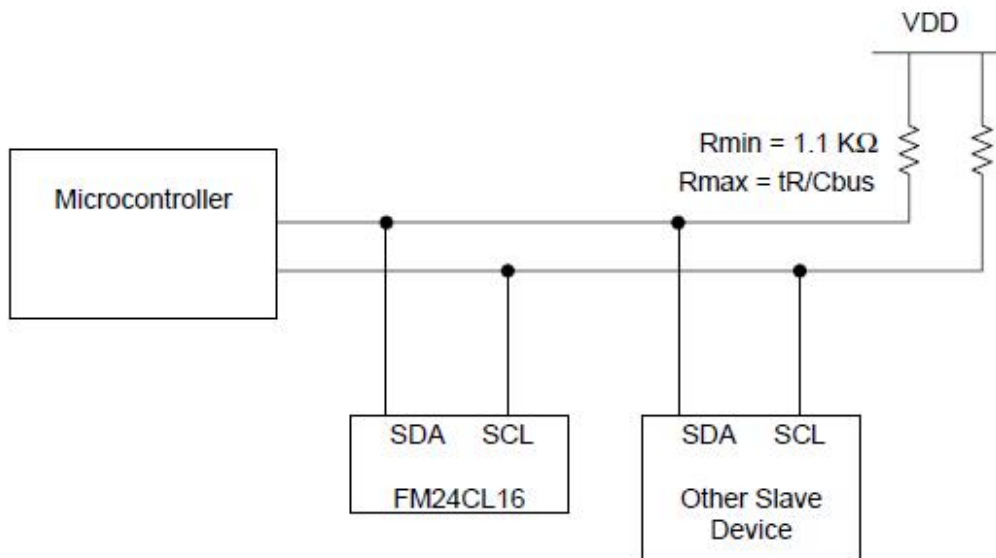 VDD
Rmin = 1.1 KΩ
Rmax = tR/Cbus
Microcontroller
SDA SCL
FM24CL16
SDA SCL
Other Slave
Device